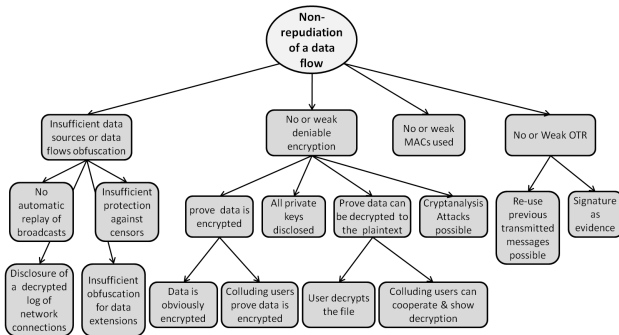 Non-
repudiation
of a data
flow
Insufficient data
sources or data
flows obfuscation
No or weak
deniable
encryption
No or weak
MACs used
No or Weak OTR
No
automatic
replay of
broadcasts
Insufficient
protection
against
censors
prove data is
encrypted
All private
keys
disclosed
Prove data can
be decrypted to
the plaintext
Cryptanalysis
Attacks
possible
Re-use
previous
transmitted
messages
possible
Signature
as
evidence
Disclosure of
a decrypted
log of
network
connections
Insufficient
obfuscation
for data
extensions
Data is
obviously
encrypted
Colluding users
prove data is
encrypted
User decrypts
the file
Colluding users can
cooperate & show
decryption